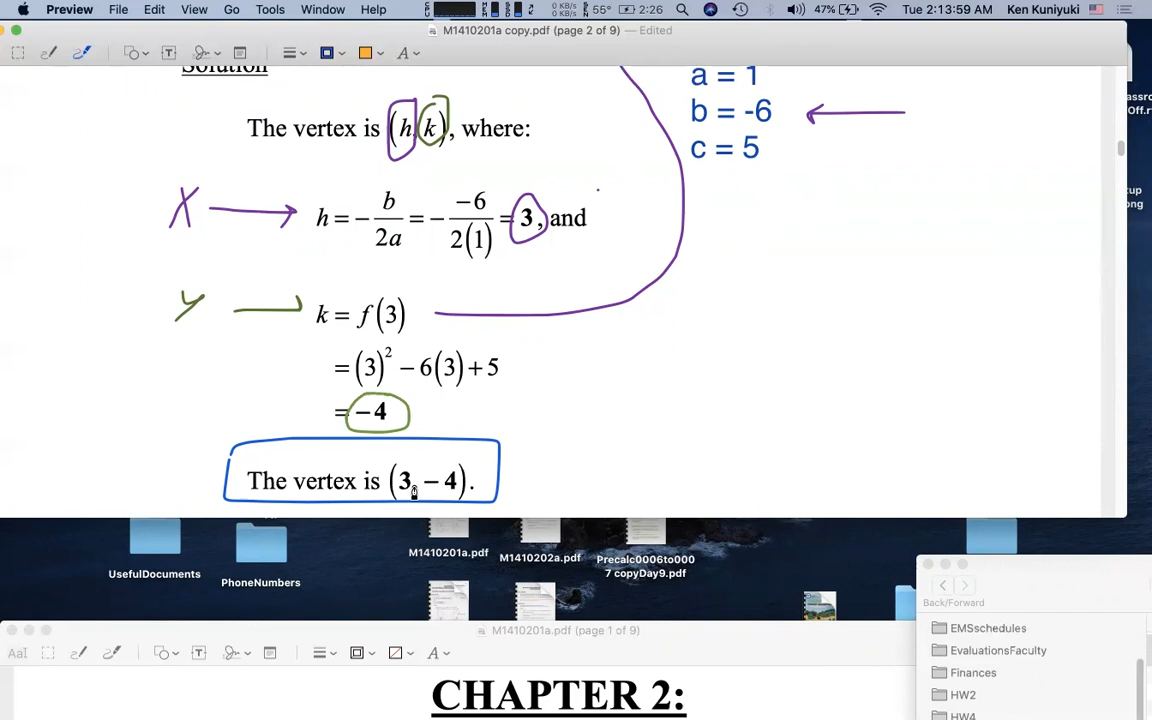 Preview File Edit View Go Tools Window Help 0 KB/s 0 KB/s 55° 2:26 47% Tue 2:13:59 AM Ken Kuniyuki
M1410201a copy.pdf (page 2 of 9) — Edited
Solution
a = 1
b = -6
c = 5
The vertex is (h, k), where:
X
h = − b/2a = − −6/2(1) = 3, and
y
k = f(3)
= (3)² − 6(3) + 5
= −4
The vertex is (3, − 4).
UsefulDocuments
PhoneNumbers
M1410201a.pdf
M1410202a.pdf
Precalc0006to000
7 copyDay9.pdf
Back/Forward
EMSschedules
EvaluationsFaculty
Finances
HW2
HW4
M1410201a.pdf (page 1 of 9)
CHAPTER 2: